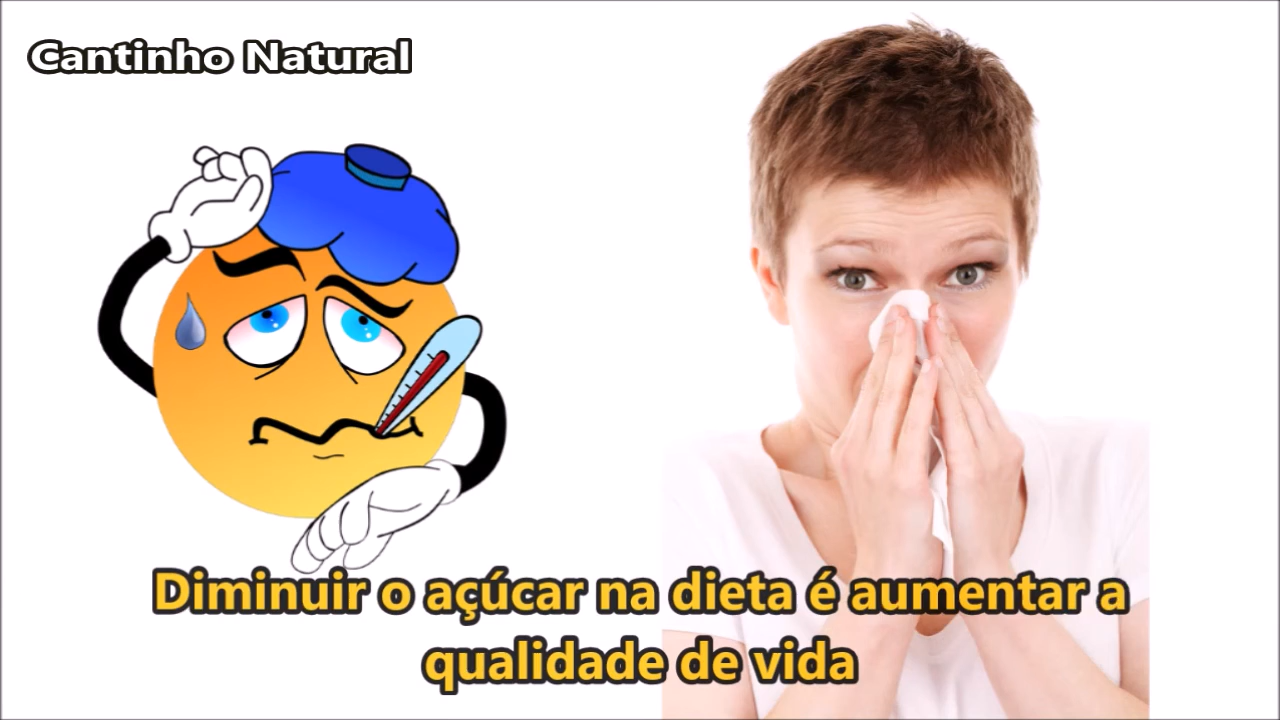 Cantinho Natural
Diminuir o açúcar na dieta é aumentar a
qualidade de vida